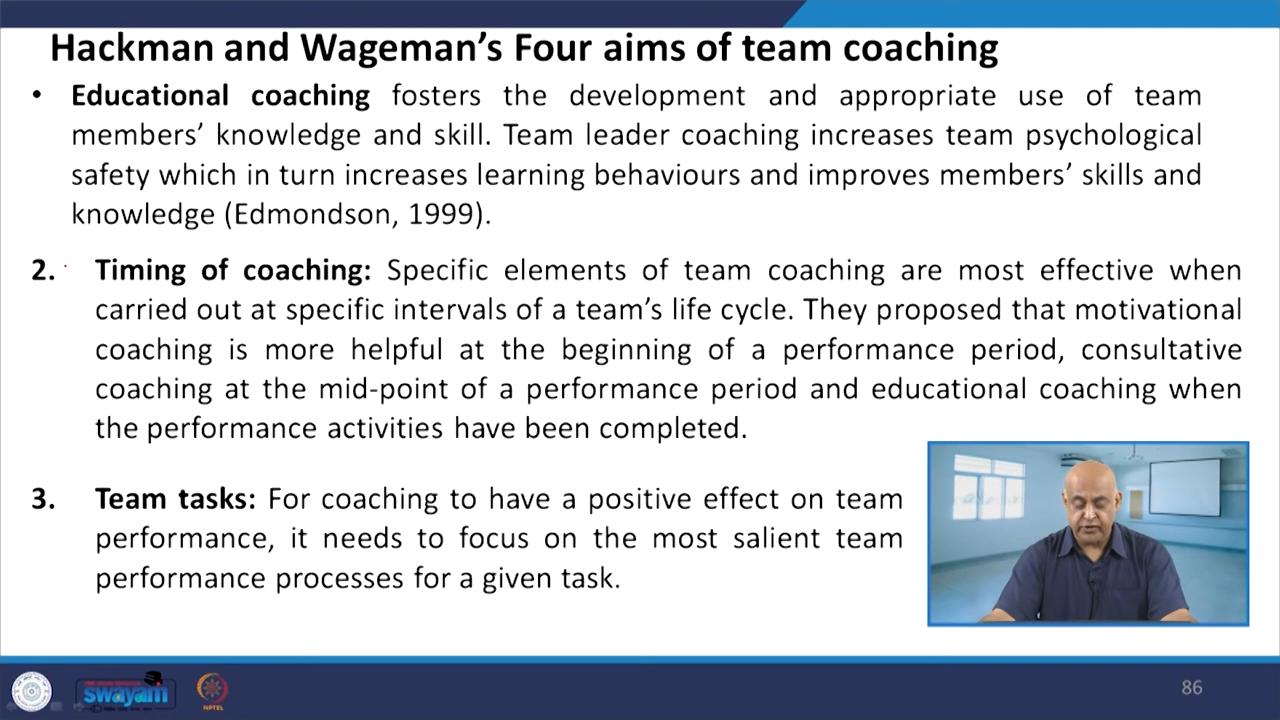 Hackman and Wageman's Four aims of team coaching
• Educational coaching fosters the development and appropriate use of team
members' knowledge and skill. Team leader coaching increases team psychological
safety which in turn increases learning behaviours and improves members' skills and
knowledge (Edmondson, 1999).
2. Timing of coaching: Specific elements of team coaching are most effective when
carried out at specific intervals of a team's life cycle. They proposed that motivational
coaching is more helpful at the beginning of a performance period, consultative
coaching at the mid-point of a performance period and educational coaching when
the performance activities have been completed.
3. Team tasks: For coaching to have a positive effect on team
performance, it needs to focus on the most salient team
performance processes for a given task.
swayam
NPTEL
86